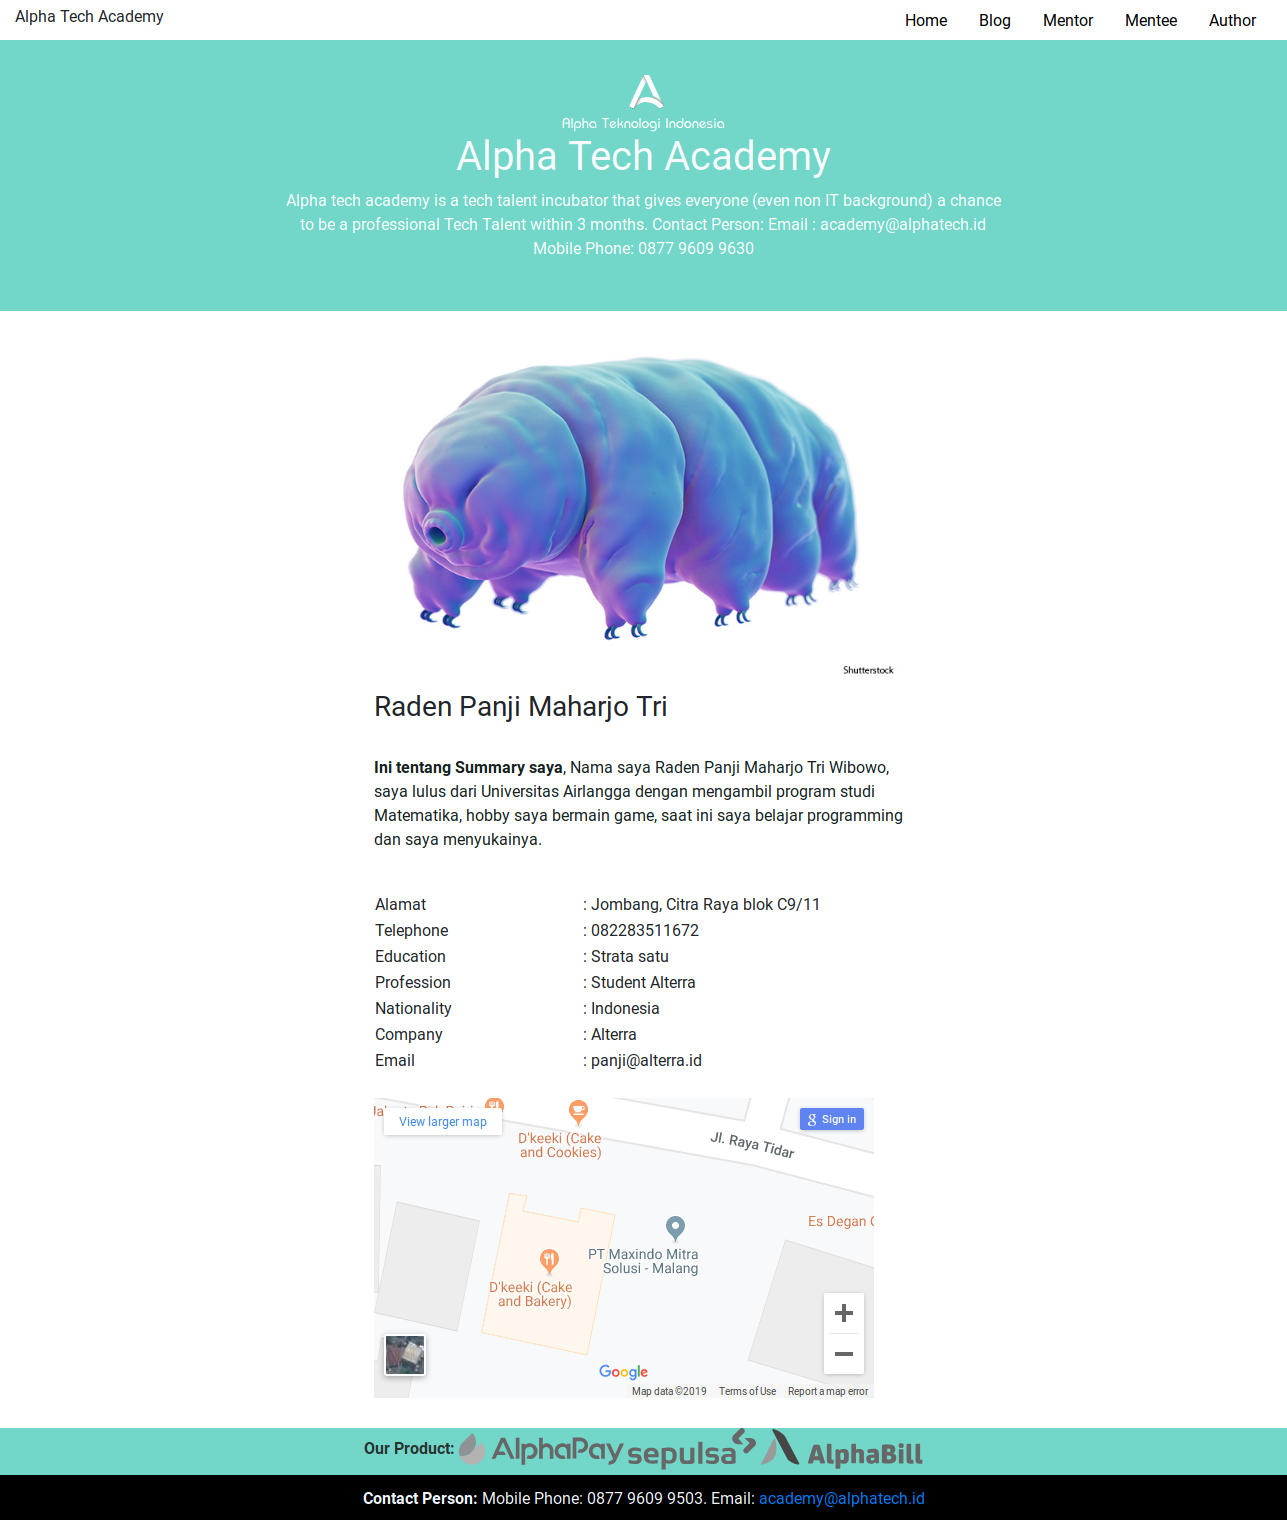 Alpha Tech Academy
Home Blog Mentor Mentee Author
Alpha Teknologi Indonesia
Alpha Tech Academy
Alpha tech academy is a tech talent incubator that gives everyone (even non IT background) a chance
to be a professional Tech Talent within 3 months. Contact Person: Email : academy@alphatech.id
Mobile Phone: 0877 9609 9630
Shutterstock
Raden Panji Maharjo Tri
Ini tentang Summary saya, Nama saya Raden Panji Maharjo Tri Wibowo,
saya lulus dari Universitas Airlangga dengan mengambil program studi
Matematika, hobby saya bermain game, saat ini saya belajar programming
dan saya menyukainya.
Alamat : Jombang, Citra Raya blok C9/11
Telephone : 082283511672
Education : Strata satu
Profession : Student Alterra
Nationality : Indonesia
Company : Alterra
Email : panji@alterra.id
View larger map
Sign in
D'keeki (Cake
and Cookies)
Jl. Raya Tidar
Es Degan
PT Maxindo Mitra
Solusi - Malang
D'keeki (Cake
and Bakery)
Google
Map data ©2019 Terms of Use Report a map error
Our Product: AlphaPay sepulsa AlphaBill
Contact Person: Mobile Phone: 0877 9609 9503. Email: academy@alphatech.id